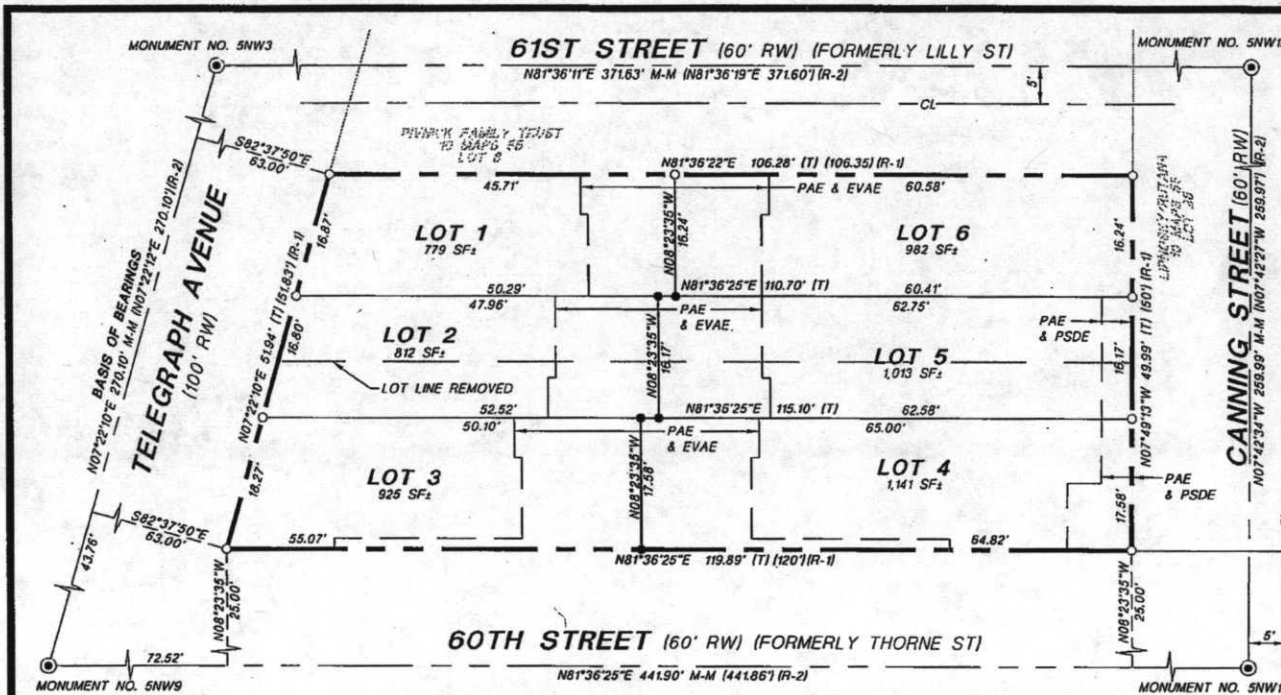 MONUMENT NO. 5NW3
61ST STREET (60' RW) (FORMERLY LILLY ST)
MONUMENT NO. 5NW1
N81°36'11"E 371.63' M-M (N81°36'19"E 371.60') (R-2)
5'
CL
S82°37'50"E
63.00'
FAMILY TRUST
LOT 8
N81°36'22"E 106.28' (T) (106.35) (R-1)
45.71'
PAE & EVAE
60.58'
BASIS OF BEARINGS
N07°22'10"E 270.10' M-M (N07°22'12"E 270.10') (R-2)
TELEGRAPH AVENUE
(100' RW)
16.87'
LOT 1
779 SF±
N08°23'35"W
16.24'
LOT 6
982 SF±
16.24'
CANNING STREET (60' RW)
N07°42'34"W 269.99' M-M (N07°42'27"W 269.97') (R-2)
50.29'
N81°36'25"E 110.70' (T)
60.41'
47.96'
62.75'
PAE
& EVAE
PAE
& PSDE
N07°22'10"E 51.94' (T) (51.83') (R-1)
16.80'
LOT 2
812 SF±
N08°23'35"W
16.17'
LOT 5
1,013 SF±
16.17'
N07°49'13"W 49.99' (T) (50') (R-1)
LOT LINE REMOVED
52.52'
N81°36'25"E 115.10' (T)
62.58'
50.10'
65.00'
PAE
& EVAE
18.27'
LOT 3
925 SF±
N08°23'35"W
17.58'
LOT 4
1,141 SF±
17.58'
PAE
& PSDE
S82°37'50"E
63.00'
43.76'
55.07'
N81°36'25"E 119.89' (T) (120') (R-1)
64.82'
N08°23'35"W
25.00'
N08°23'35"W
25.00'
60TH STREET (60' RW) (FORMERLY THORNE ST)
5'
72.52'
N81°36'25"E 441.90' M-M (441.86') (R-2)
MONUMENT NO. 5NW9
MONUMENT NO. 5NW1